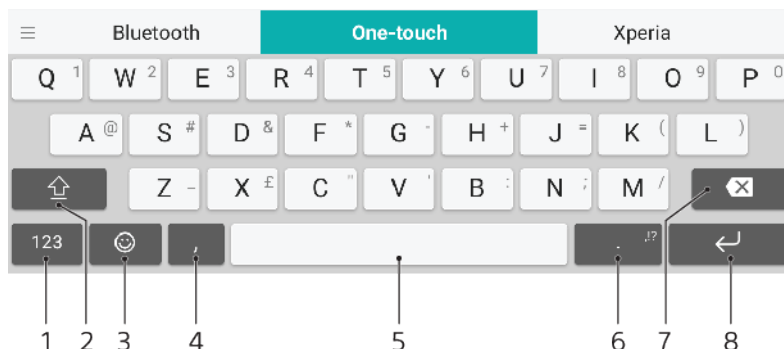 Bluetooth One-touch Xperia
Q 1 W 2 E 3 R 4 T 5 Y 6 U 7 I 8 O 9 P 0
A @ S # D & F * G - H + J = K ( L )
Z _ X £ C " V ' B : N ; M /
123 , . ,!?
1 2 3 4 5 6 7 8